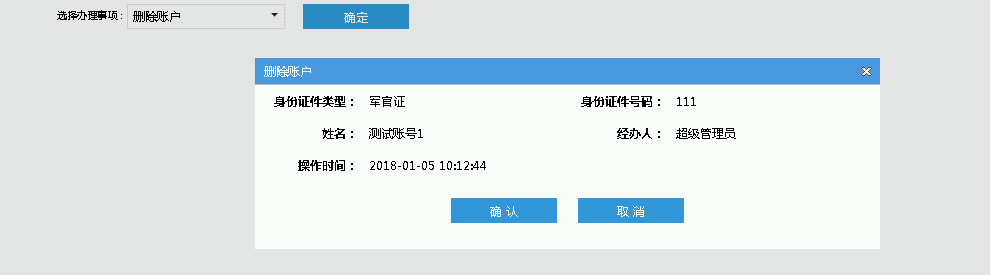 选择办理事项： 删除账户 确定
删除账户
身份证件类型： 军官证 身份证件号码： 111
姓名： 测试账号1 经办人： 超级管理员
操作时间： 2018-01-05 10:12:44
确 认 取 消